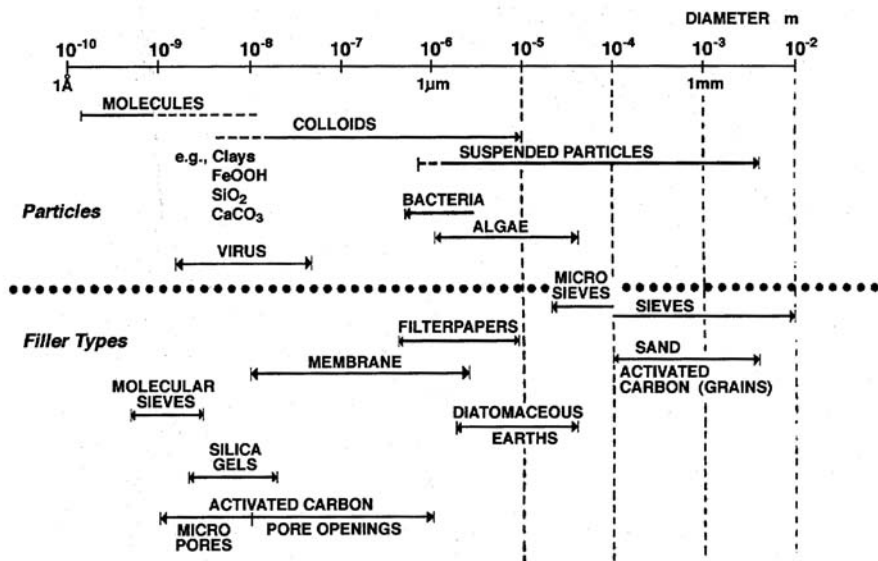 DIAMETER m
10⁻¹⁰ 10⁻⁹ 10⁻⁸ 10⁻⁷ 10⁻⁶ 10⁻⁵ 10⁻⁴ 10⁻³ 10⁻²
1Å 1µm 1mm
MOLECULES
COLLOIDS
e.g., Clays
FeOOH
SiO₂
CaCO₃
SUSPENDED PARTICLES
BACTERIA
ALGAE
Particles
VIRUS
MICRO
SIEVES
SIEVES
Filler Types
FILTERPAPERS
MEMBRANE
SAND
ACTIVATED
CARBON (GRAINS)
MOLECULAR
SIEVES
DIATOMACEOUS
EARTHS
SILICA
GELS
ACTIVATED CARBON
MICRO
PORES
PORE OPENINGS